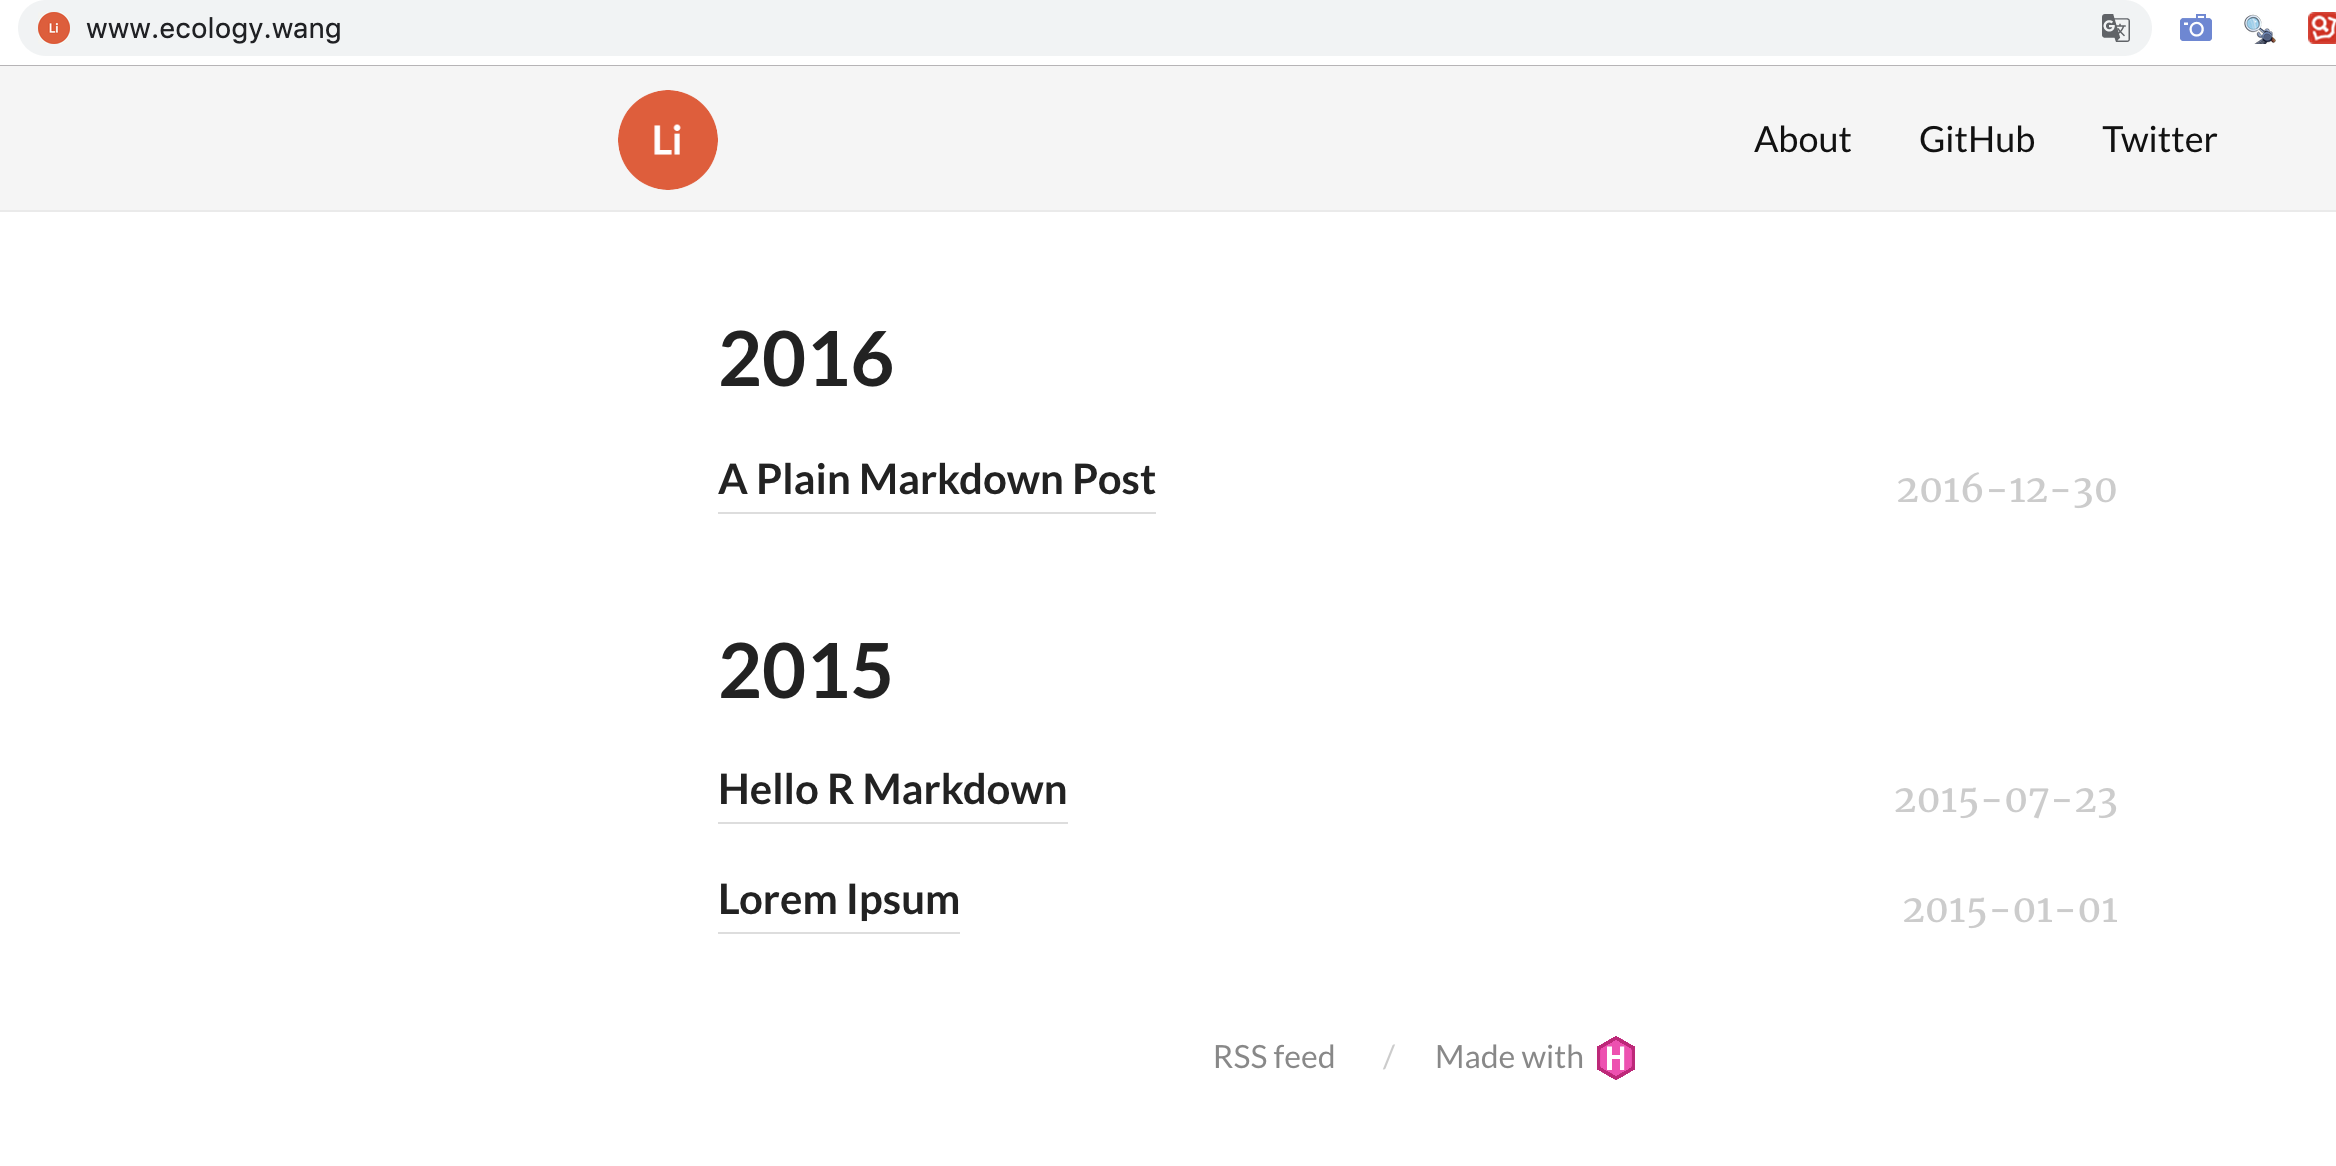 Li www.ecology.wang
Li About GitHub Twitter
2016
A Plain Markdown Post 2016-12-30
2015
Hello R Markdown 2015-07-23
Lorem Ipsum 2015-01-01
RSS feed / Made with H